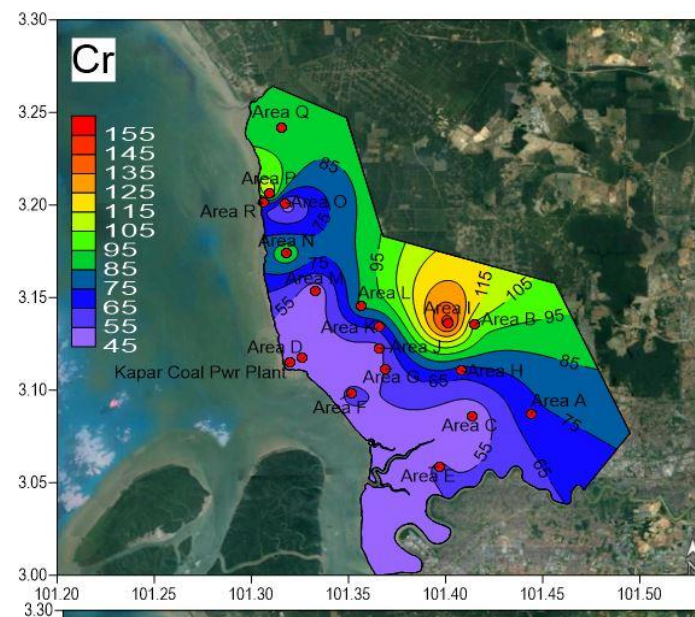 3.30
Cr
3.25
Area Q
155
145
135
125
115
105
95
85
75
65
55
45
85
Area P
3.20
Area R
Area O
75
Area N
95
115
105
3.15
75
Area M
55
Area L
Area I
Area B
95
Area K
Area D
Area J
85
Kapar Coal Pwr Plant
Area G
65
Area H
3.10
Area F
Area A
75
Area C
55
65
3.05
Area E
3.00
101.20
101.25
101.30
101.35
101.40
101.45
101.50
3.30